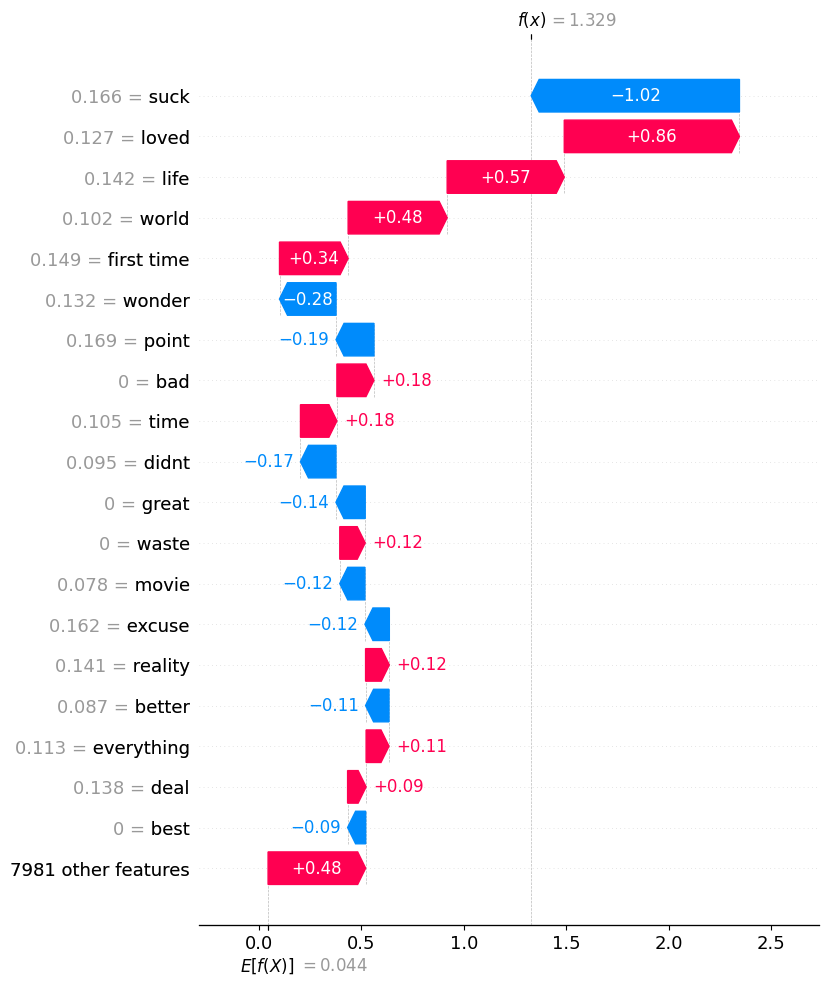 f(x) = 1.329
0.166 = suck −1.02
0.127 = loved +0.86
0.142 = life +0.57
0.102 = world +0.48
0.149 = first time +0.34
0.132 = wonder −0.28
0.169 = point −0.19
0 = bad +0.18
0.105 = time +0.18
0.095 = didnt −0.17
0 = great −0.14
0 = waste +0.12
0.078 = movie −0.12
0.162 = excuse −0.12
0.141 = reality +0.12
0.087 = better −0.11
0.113 = everything +0.11
0.138 = deal +0.09
0 = best −0.09
7981 other features +0.48
0.0 0.5 1.0 1.5 2.0 2.5
E[f(X)] = 0.044